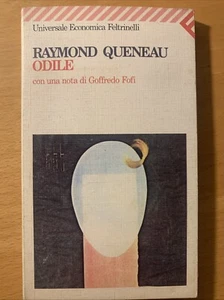 Universale Economica Feltrinelli
RAYMOND QUENEAU
ODILE
con una nota di Goffredo Fofi